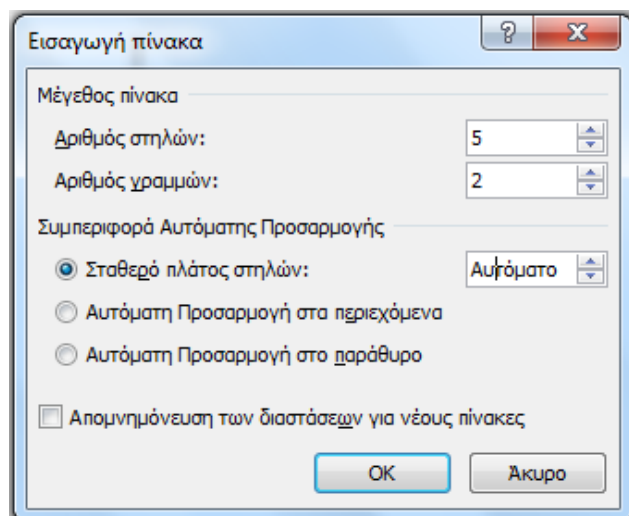 Εισαγωγή πίνακα
Μέγεθος πίνακα
Αριθμός στηλών: 5
Αριθμός γραμμών: 2
Συμπεριφορά Αυτόματης Προσαρμογής
Σταθερό πλάτος στηλών: Αυτόματο
Αυτόματη Προσαρμογή στα περιεχόμενα
Αυτόματη Προσαρμογή στο παράθυρο
Απομνημόνευση των διαστάσεων για νέους πίνακες
OK Άκυρο